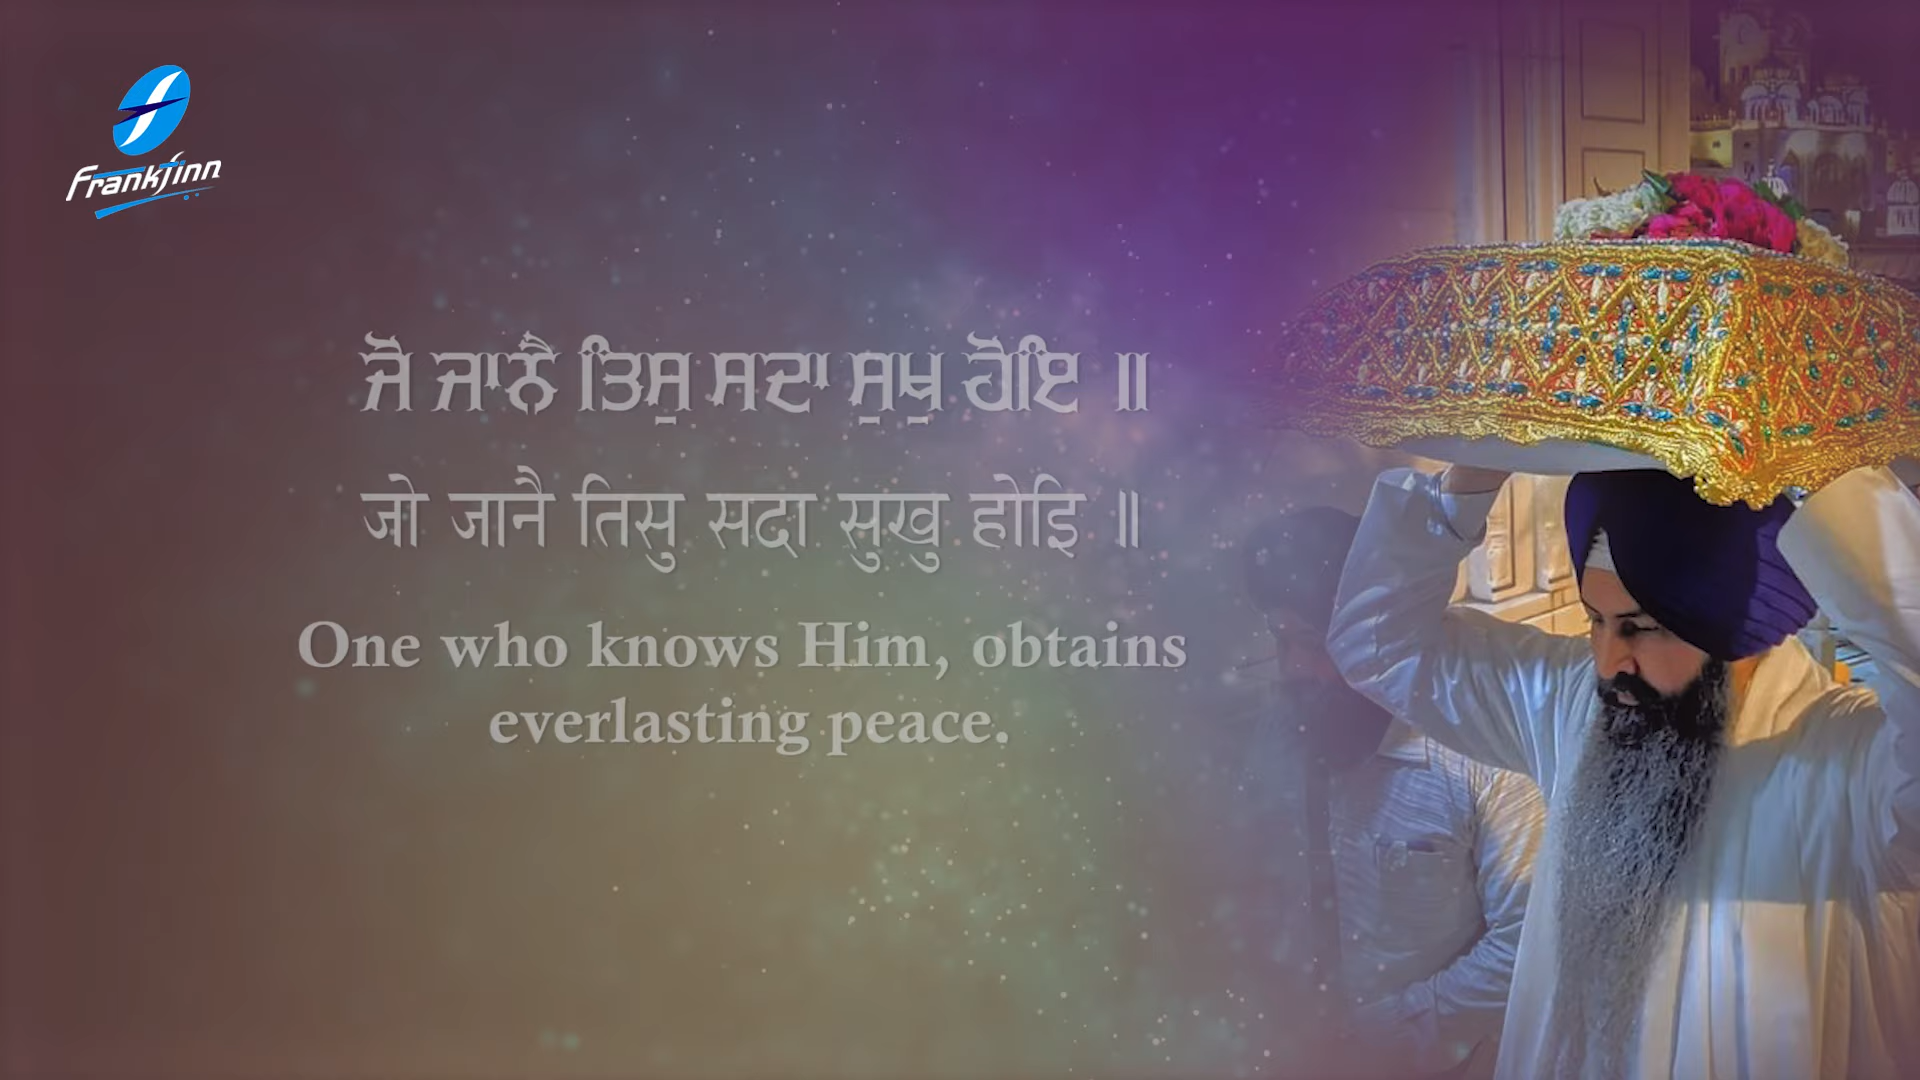 Frankfinn
ਜੋ ਜਾਨੈ ਤਿਸੁ ਸਦਾ ਸੁਖੁ ਹੋਇ ॥
जो जानै तिसु सदा सुखु होइि ॥
One who knows Him, obtains
everlasting peace.